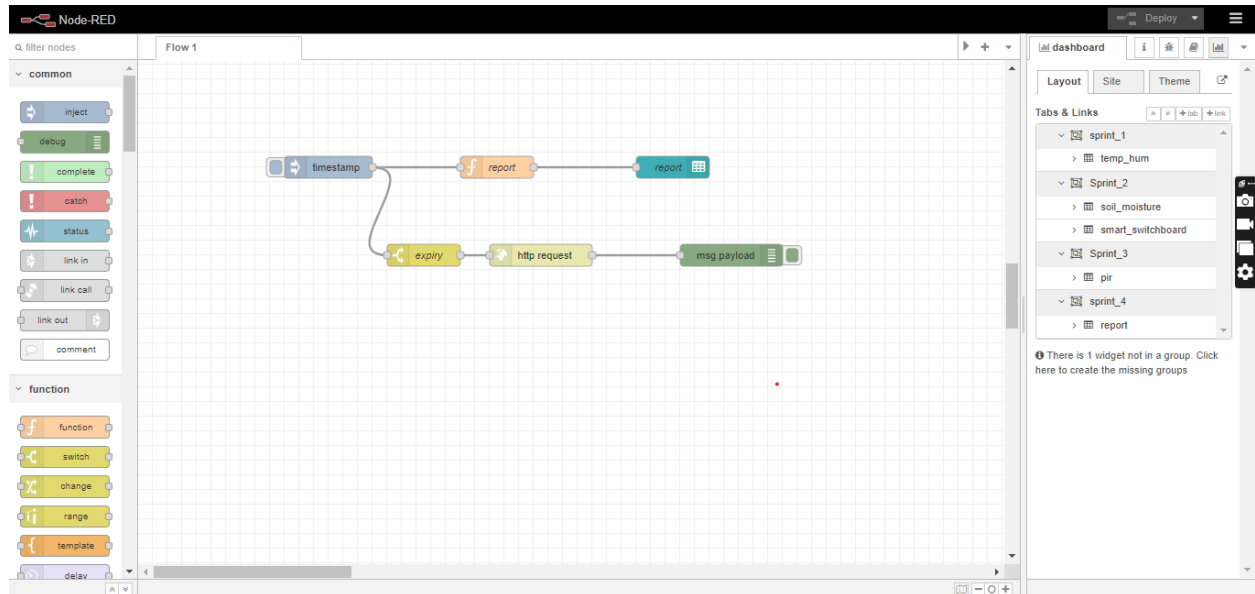 Node-RED
Deploy
filter nodes
common
inject
debug
complete
catch
status
link in
link call
link out
comment
function
function
switch
change
range
template
delay
Flow 1
timestamp
report
report
expiry
http request
msg.payload
dashboard
i
Layout
Site
Theme
Tabs & Links
+tab
+link
sprint_1
temp_hum
Sprint_2
soil_moisture
smart_switchboard
Sprint_3
pir
sprint_4
report
There is 1 widget not in a group. Click
here to create the missing groups